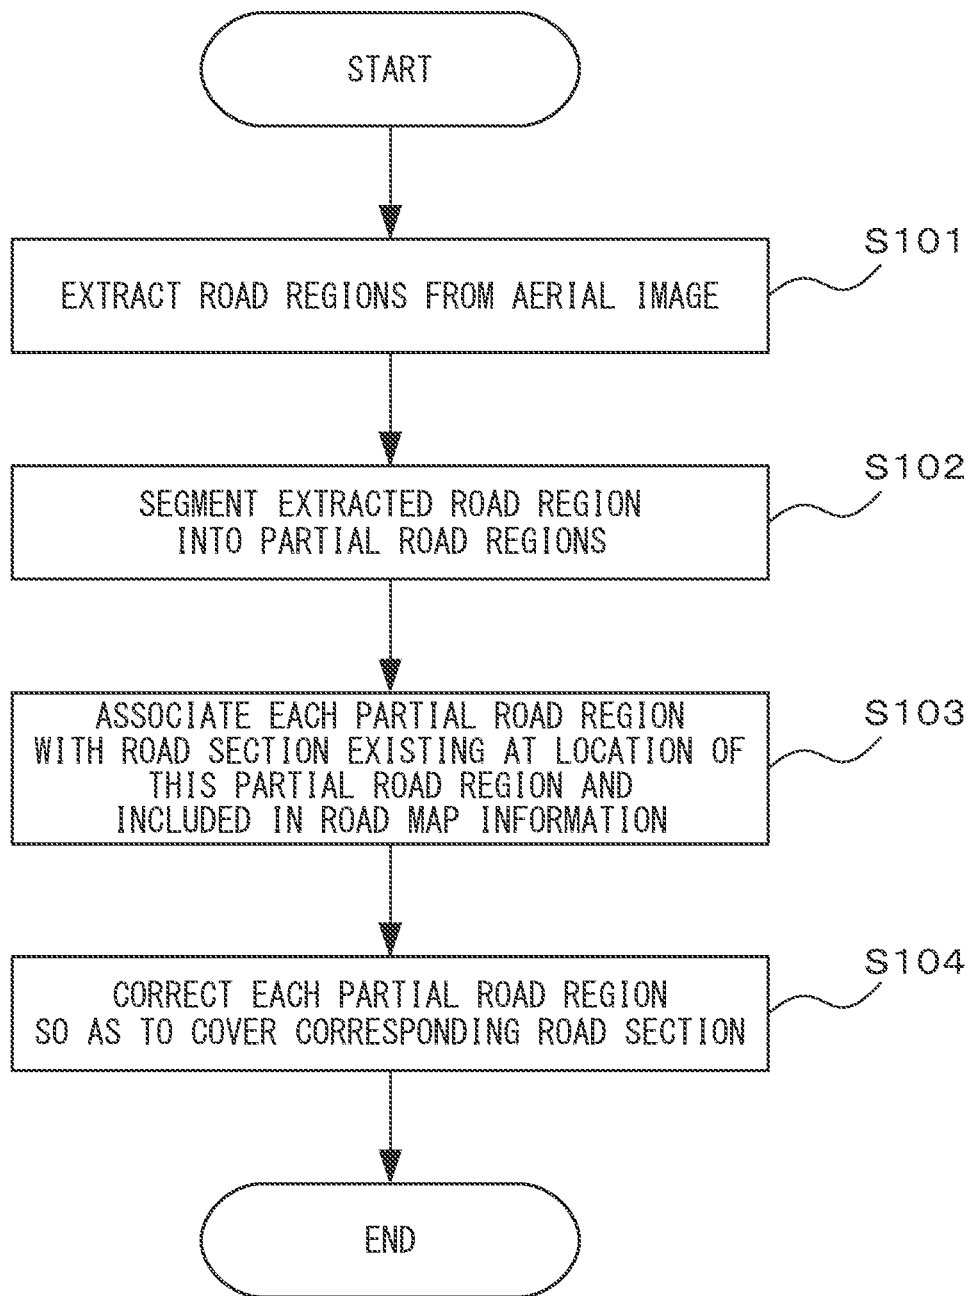 START
S101
EXTRACT ROAD REGIONS FROM AERIAL IMAGE
S102
SEGMENT EXTRACTED ROAD REGION
INTO PARTIAL ROAD REGIONS
S103
ASSOCIATE EACH PARTIAL ROAD REGION
WITH ROAD SECTION EXISTING AT LOCATION OF
THIS PARTIAL ROAD REGION AND
INCLUDED IN ROAD MAP INFORMATION
S104
CORRECT EACH PARTIAL ROAD REGION
SO AS TO COVER CORRESPONDING ROAD SECTION
END